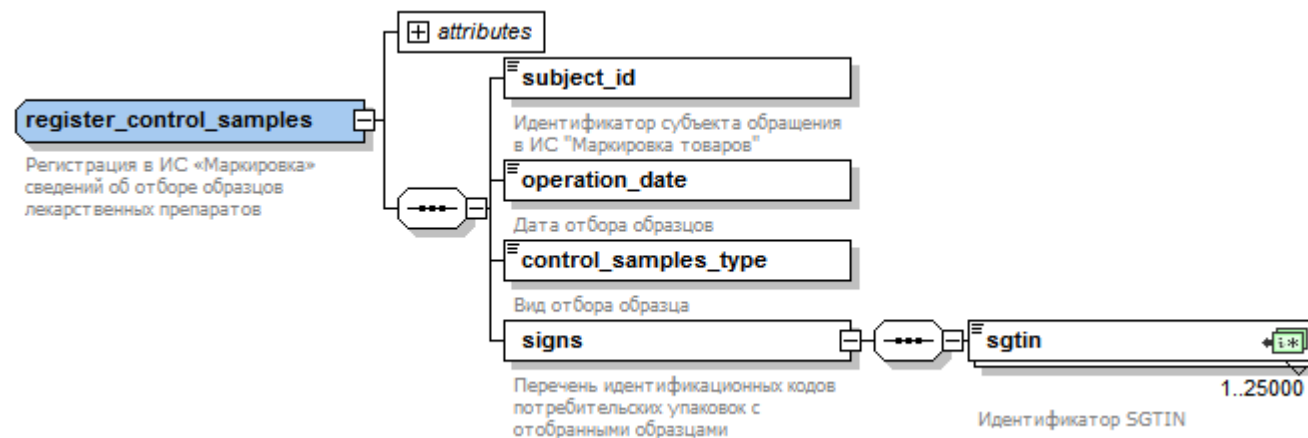 attributes
register_control_samples
Регистрация в ИС «Маркировка»
сведений об отборе образцов
лекарственных препаратов
subject_id
Идентификатор субъекта обращения
в ИС "Маркировка товаров"
operation_date
Дата отбора образцов
control_samples_type
Вид отбора образца
signs
Перечень идентификационных кодов
потребительских упаковок с
отобранными образцами
sgtin
i*
1..25000
Идентификатор SGTIN